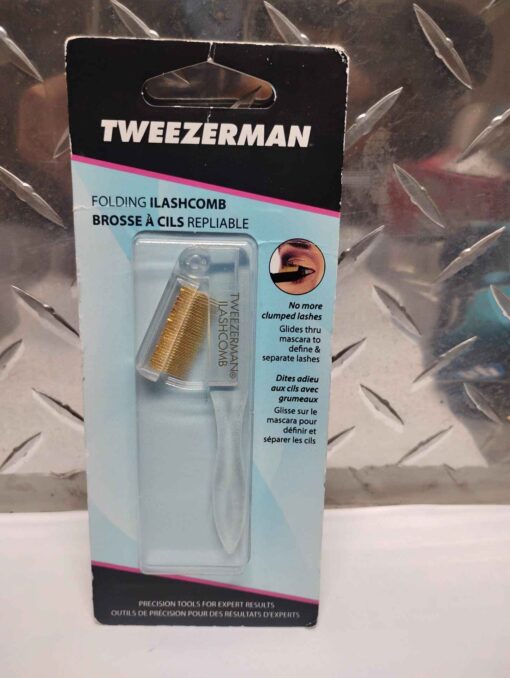 TWEEZERMAN
FOLDING ILASHCOMB
BROSSE À CILS REPLIABLE
TWEEZERMAN®
ILASHCOMB
No more
clumped lashes
Glides thru
mascara to
define &
separate lashes
Dites adieu
aux cils avec
grumeaux
Glisse sur le
mascara pour
définir et
séparer les cils
PRECISION TOOLS FOR EXPERT RESULTS
OUTILS DE PRÉCISION POUR DES RÉSULTATS D'EXPERTS